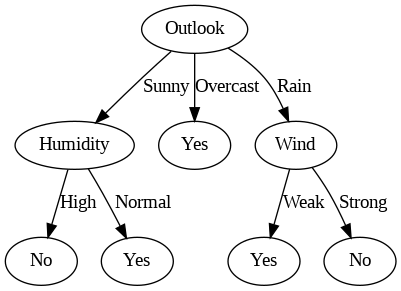 Outlook
Sunny Overcast Rain
Humidity Yes Wind
High Normal Weak Strong
No Yes Yes No